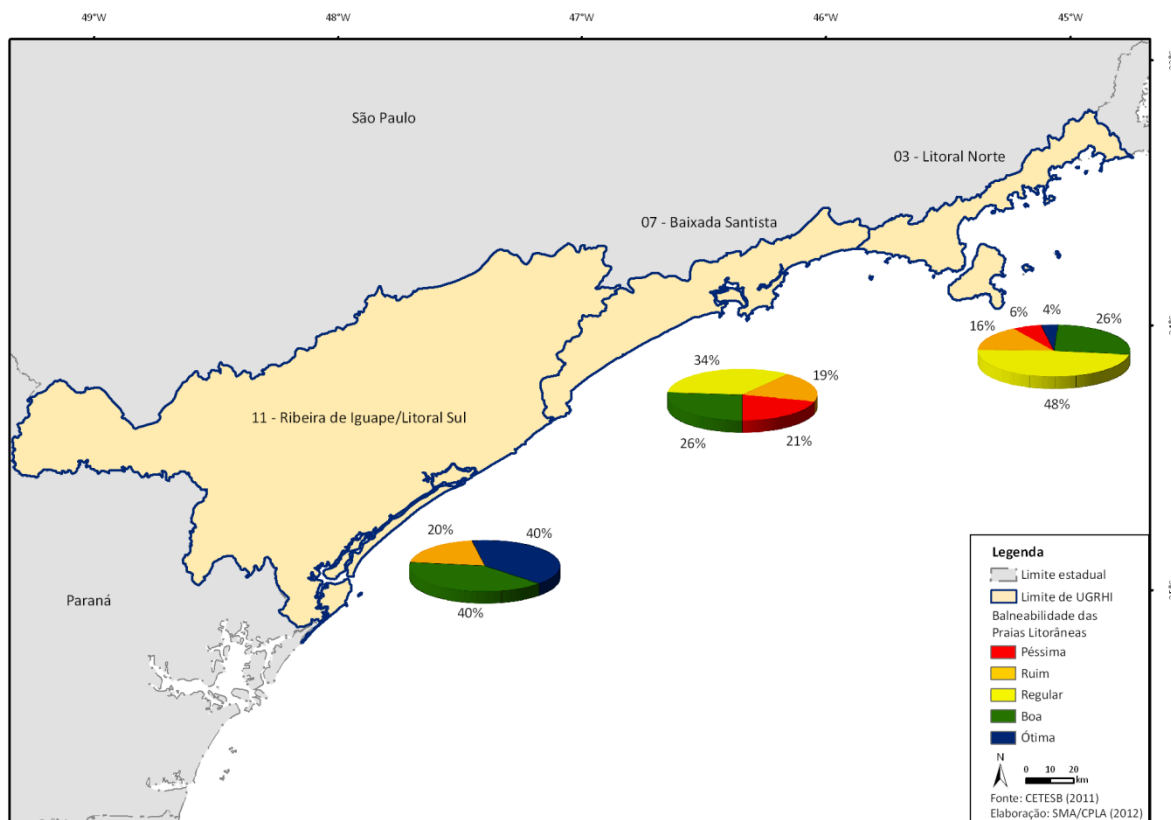 49°W 48°W 47°W 46°W 45°W
São Paulo
03 - Litoral Norte
07 - Baixada Santista
11 - Ribeira de Iguape/Litoral Sul
Paraná
16%
6%
4%
26%
48%
34%
19%
26%
21%
20%
40%
40%
Legenda
Limite estadual
Limite de UGRHI
Balneabilidade das
Praias Litorâneas
Péssima
Ruim
Regular
Boa
Ótima
N
0 10 20
km
Fonte: CETESB (2011)
Elaboração: SMA/CPLA (2012)